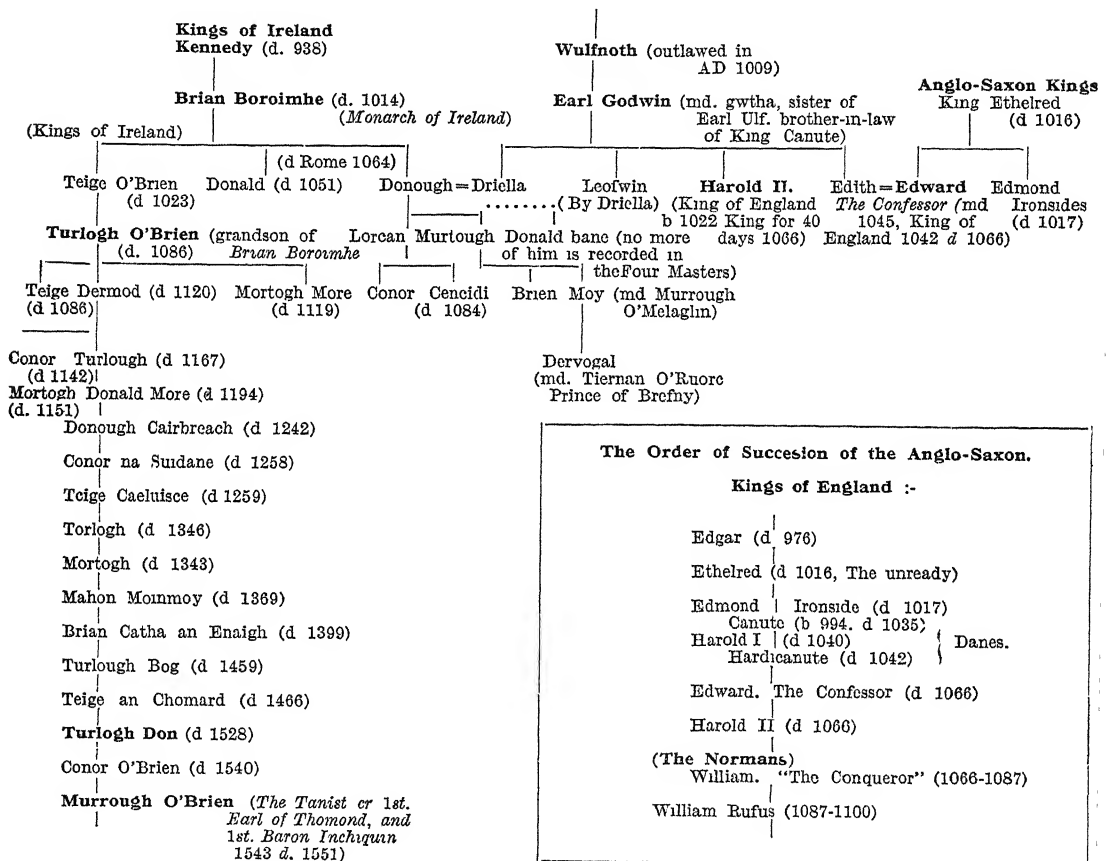 Kings of Ireland
Kennedy (d. 938)
Wulfnoth (outlawed in
AD 1009)
Anglo-Saxon Kings
King Ethelred
(d 1016)
Brian Boroimhe (d. 1014)
(Monarch of Ireland)
Earl Godwin (md. gwtha, sister of
Earl Ulf. brother-in-law
of King Canute)
(Kings of Ireland)
(d Rome 1064)
Teige O'Brien
(d 1023)
Donald (d 1051)
Donough=Driella
Leofwin
Harold II.
(King of England
b 1022 King for 40
days 1066)
Edith=Edward
The Confessor (md
1045, King of
England 1042 d 1066)
Edmond
Ironsides
(d 1017)
........(By Driella)
Turlogh O'Brien (grandson of
(d. 1086) Brian Boroimhe
Lorcan Murtough Donald banc (no more
of him is recorded in
the Four Masters)
Teige Dermod (d 1120)
(d 1086)
Mortogh More
(d 1119)
Conor Cencidi
(d 1084)
Brien Moy (md Murrough
O'Melaglin)
Conor Turlough (d 1167)
(d 1142)
Dervogal
(md. Tiernan O'Ruorc
Prince of Brefny)
Mortogh Donald More (d 1194)
(d. 1151)
Donough Cairbreach (d 1242)
Conor na Suidane (d 1258)
Teige Caeluisce (d 1259)
Torlogh (d 1346)
Mortogh (d 1343)
Mahon Moinmoy (d 1369)
Brian Catha an Enaigh (d 1399)
Turlough Bog (d 1459)
Teige an Chomard (d 1466)
Turlogh Don (d 1528)
Conor O'Brien (d 1540)
Murrough O'Brien (The Tanist cr 1st.
Earl of Thomond, and
1st. Baron Inchiquin
1543 d. 1551)
The Order of Succesion of the Anglo-Saxon.
Kings of England :-
Edgar (d 976)
Ethelred (d 1016, The unready)
Edmond Ironside (d 1017)
Canute (b 994. d 1035)
Harold I (d 1040)
Danes.
Hardicanute (d 1042)
Edward. The Confessor (d 1066)
Harold II (d 1066)
(The Normans)
William. "The Conqueror" (1066-1087)
William Rufus (1087-1100)